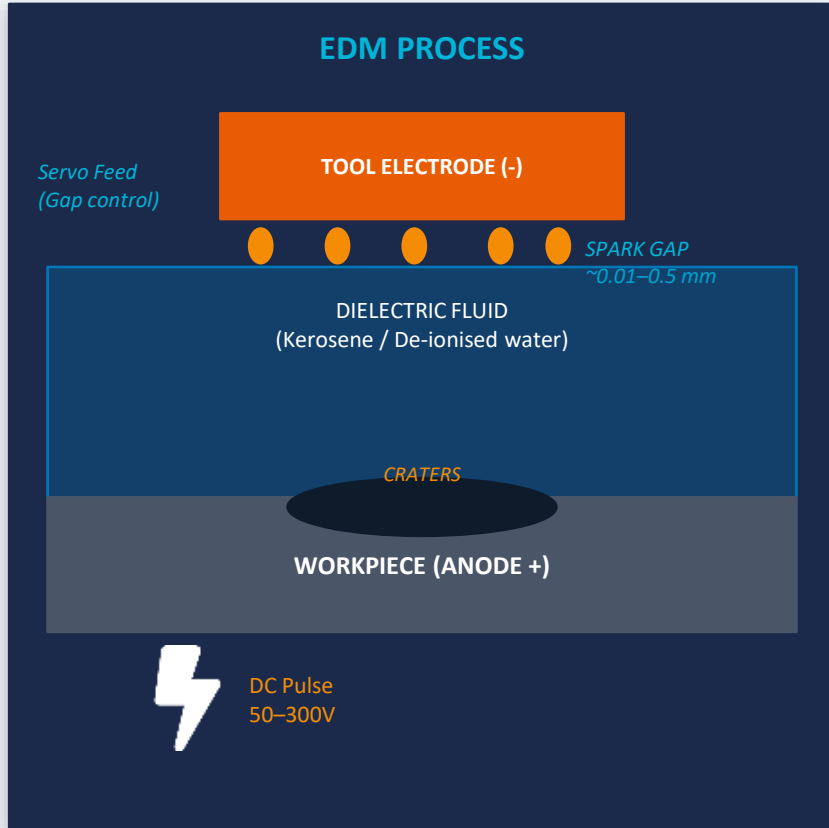 EDM PROCESS
TOOL ELECTRODE (-)
Servo Feed
(Gap control)
SPARK GAP
~0.01–0.5 mm
DIELECTRIC FLUID
(Kerosene / De-ionised water)
CRATERS
WORKPIECE (ANODE +)
DC Pulse
50–300V